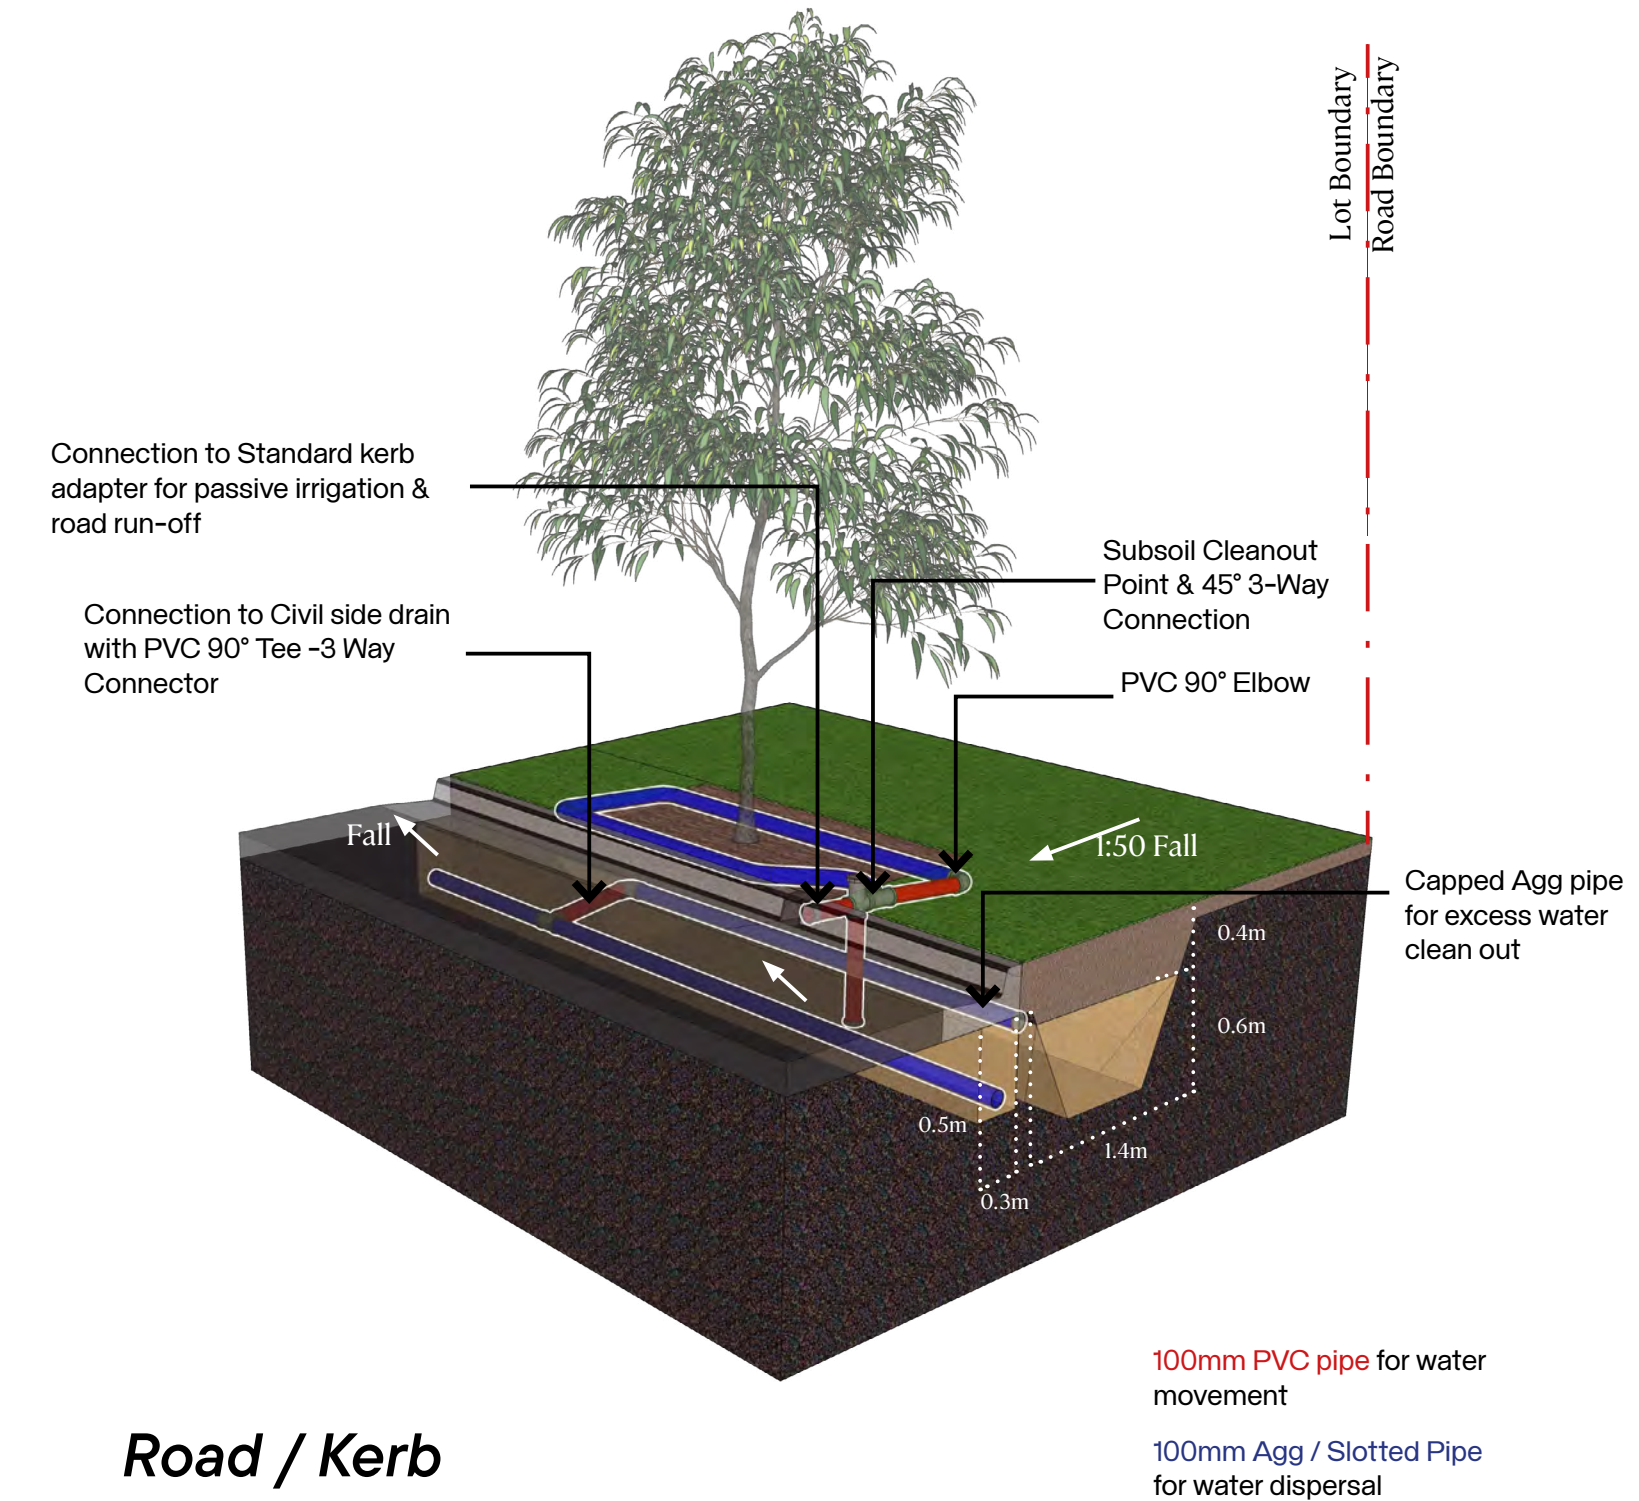 Lot Boundary
Road Boundary
Connection to Standard kerb
adapter for passive irrigation &
road run-off
Subsoil Cleanout
Point & 45° 3-Way
Connection
Connection to Civil side drain
with PVC 90° Tee -3 Way
Connector
PVC 90° Elbow
Fall
1:50 Fall
Capped Agg pipe
for excess water
clean out
0.4m
0.6m
0.5m
1.4m
0.3m
100mm PVC pipe for water
movement
Road / Kerb
100mm Agg / Slotted Pipe
for water dispersal